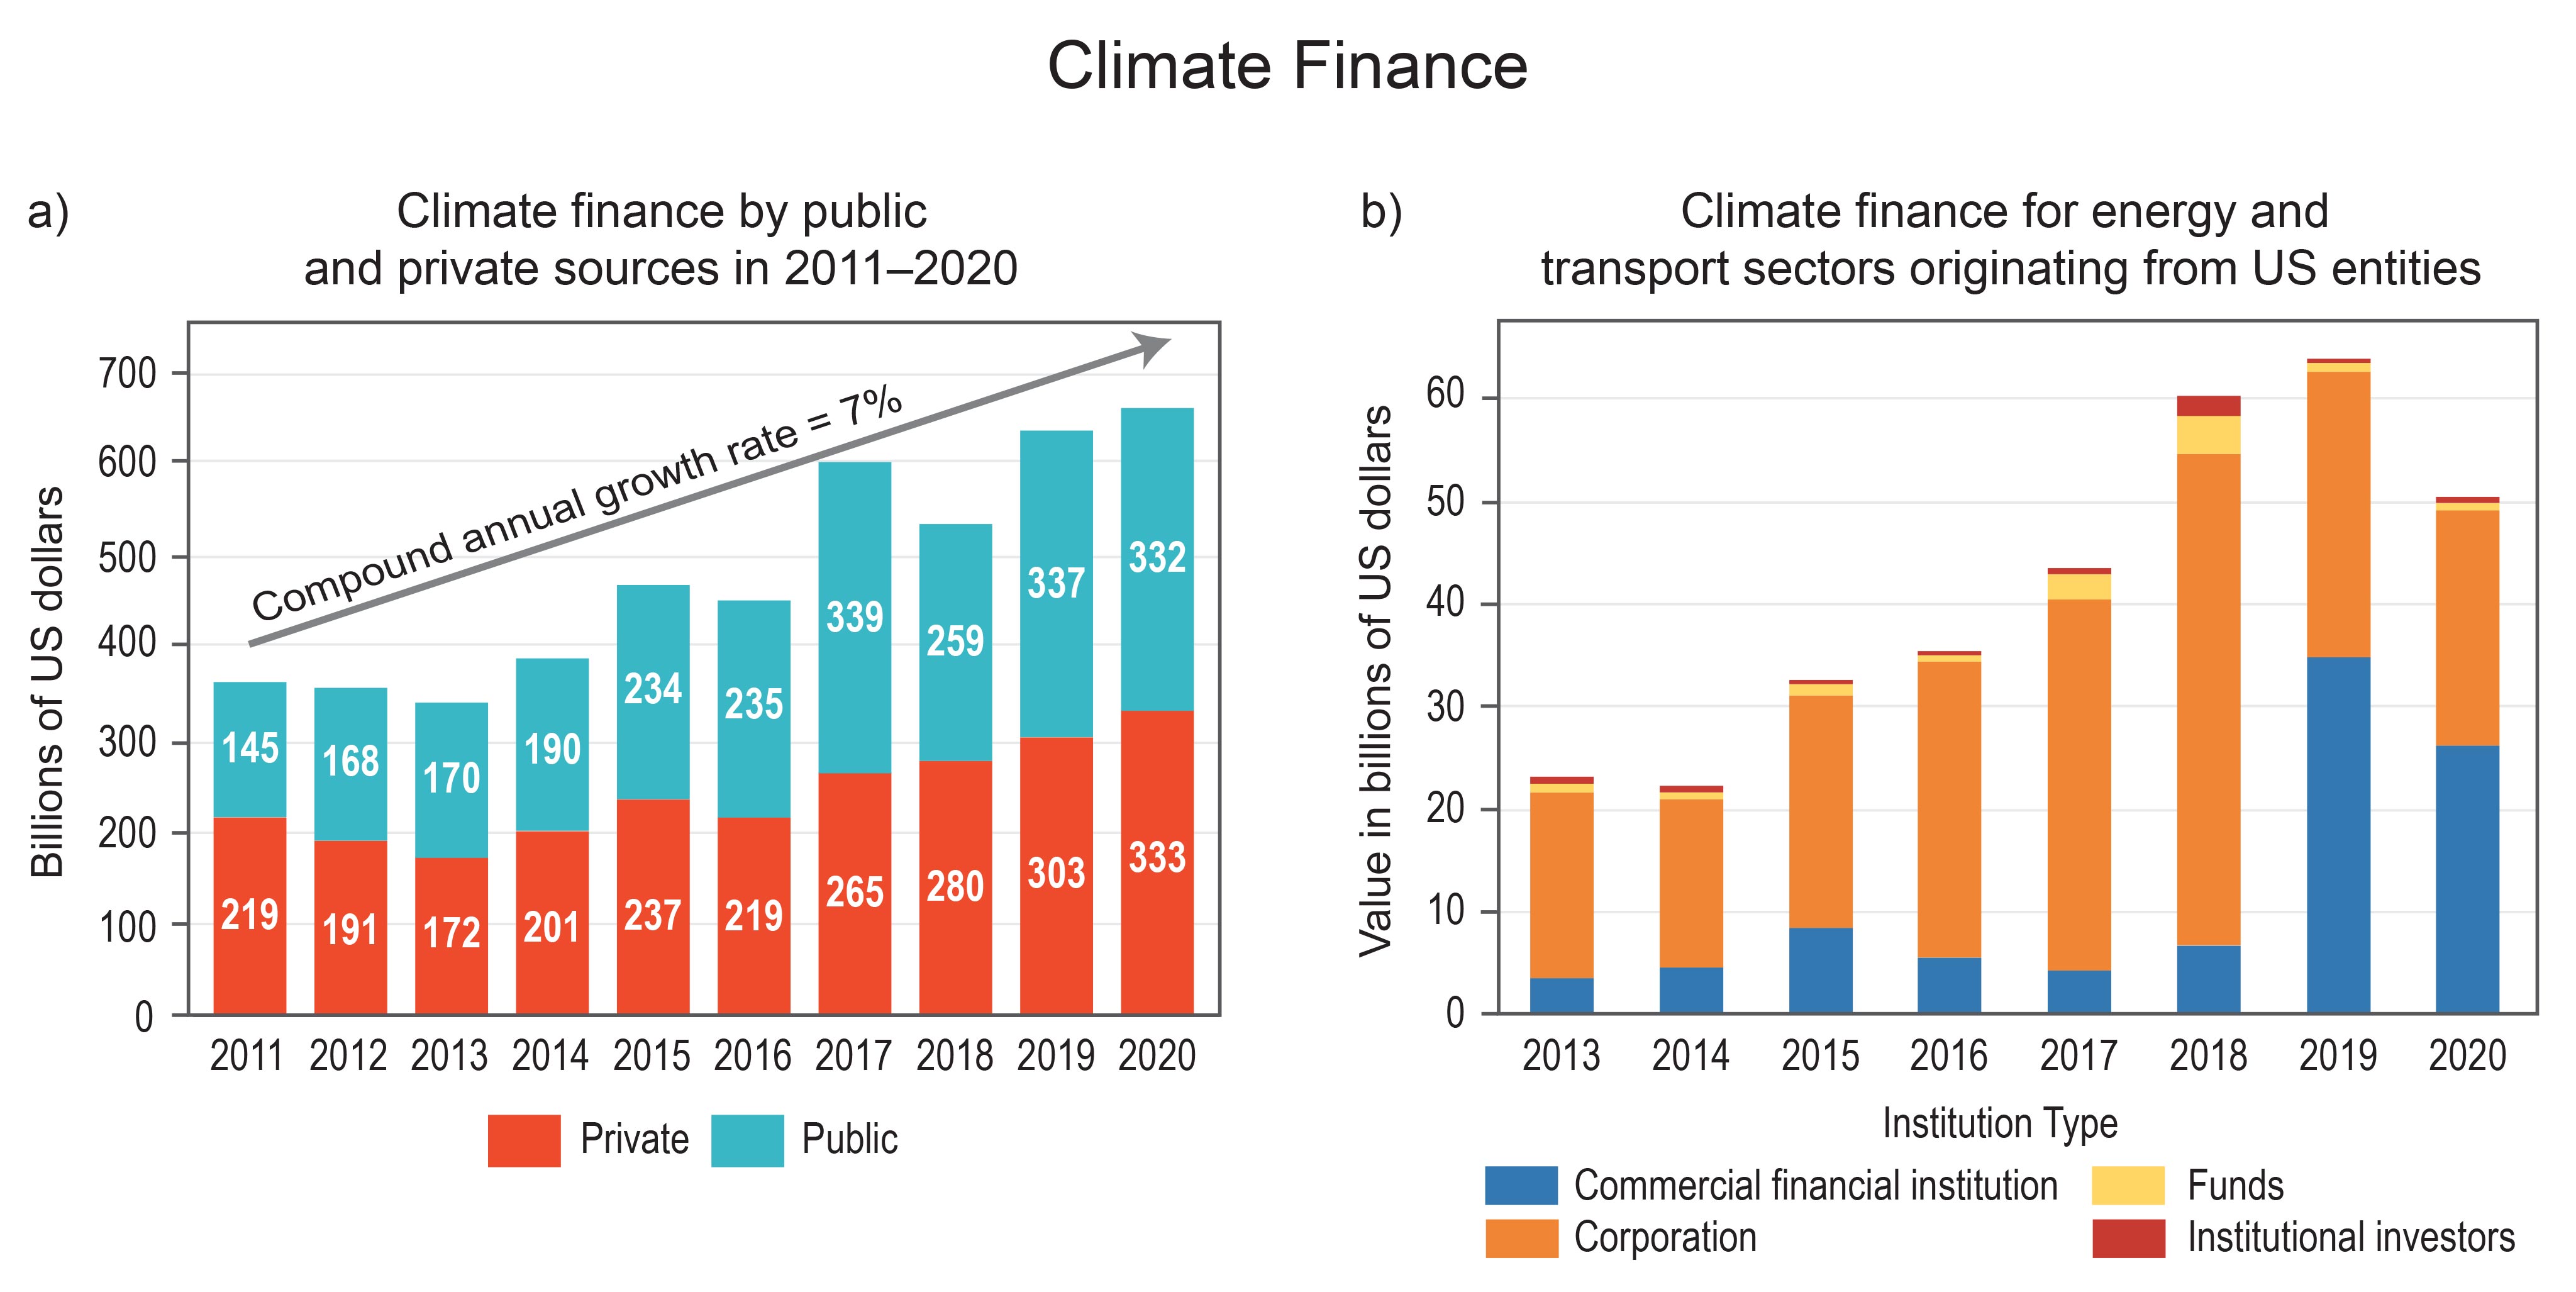 Climate Finance
a)
Climate finance by public
and private sources in 2011–2020
Billions of US dollars
700
600
500
400
300
200
100
0
Compound annual growth rate = 7%
145
168
170
190
234
235
339
259
337
332
219
191
172
201
237
219
265
280
303
333
2011 2012 2013 2014 2015 2016 2017 2018 2019 2020
Private Public
b)
Climate finance for energy and
transport sectors originating from US entities
Value in billions of US dollars
60
50
40
30
20
10
0
2013 2014 2015 2016 2017 2018 2019 2020
Institution Type
Commercial financial institution Funds
Corporation Institutional investors